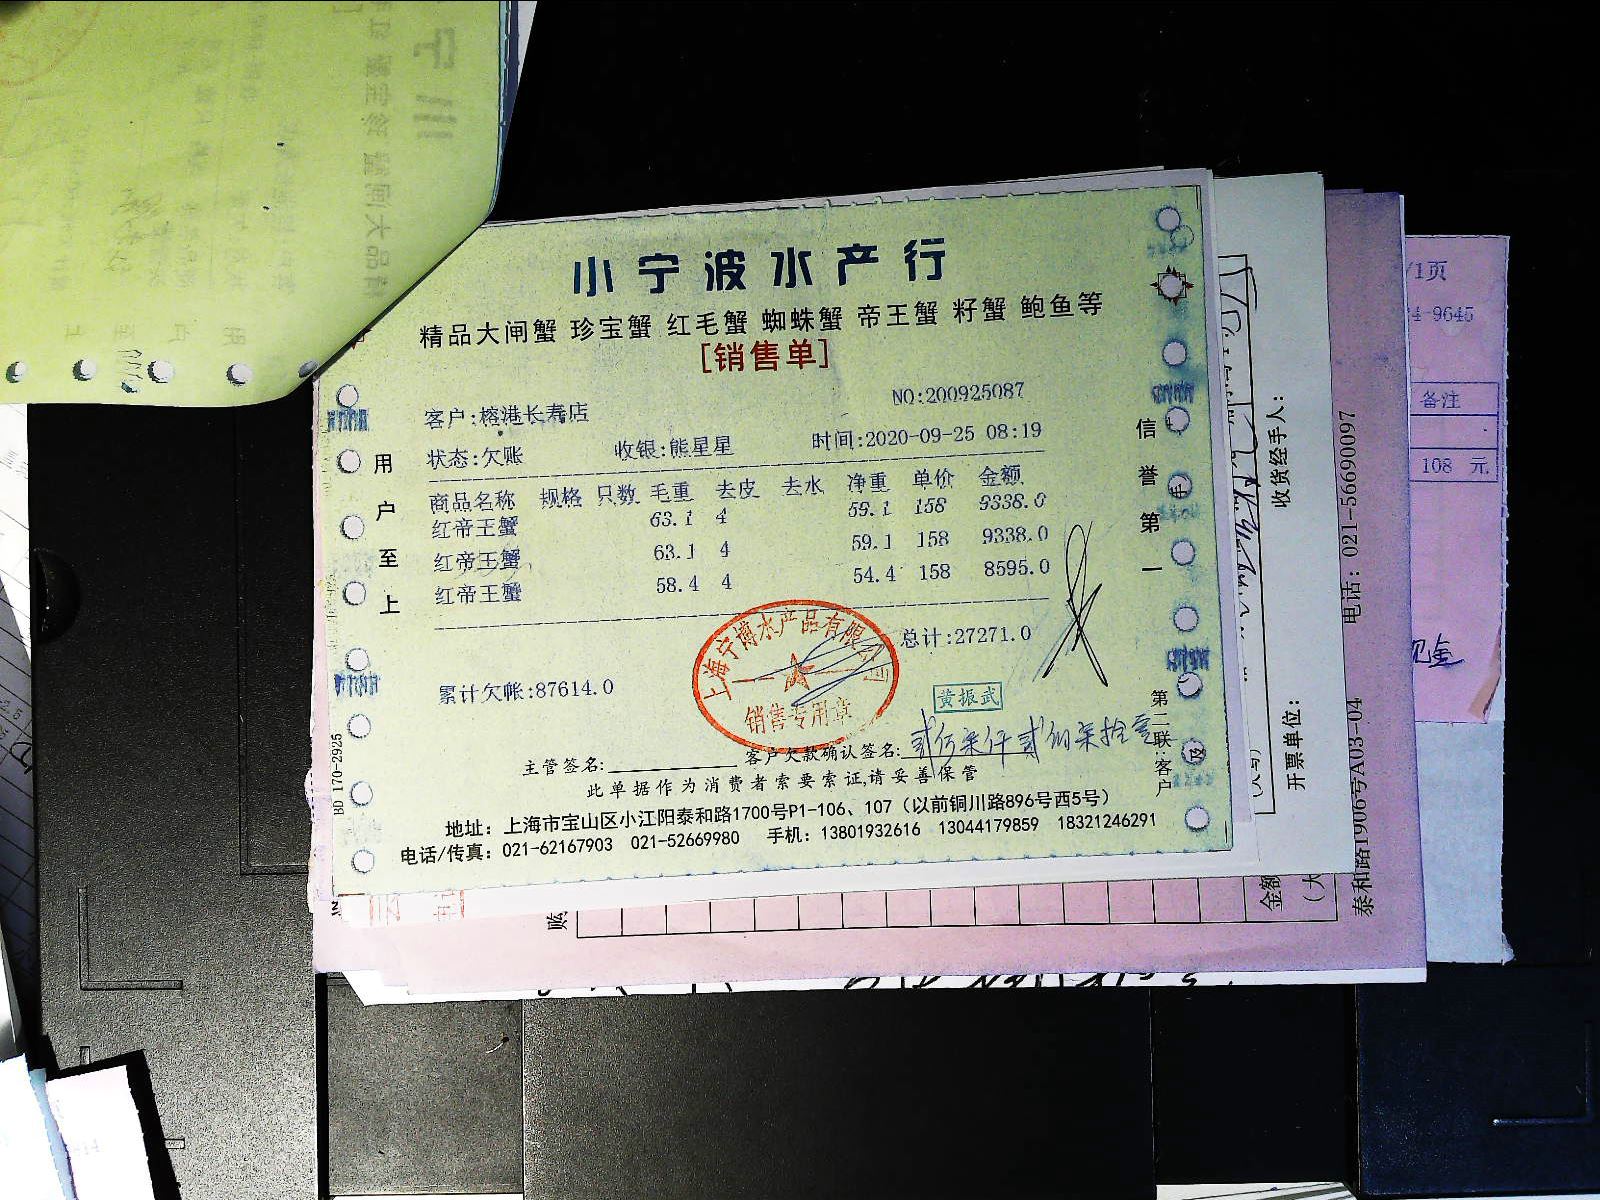 小宁波水产行
精品大闸蟹 珍宝蟹 红毛蟹 蜘蛛蟹 帝王蟹 籽蟹 鲍鱼等
[销售单]
NO:200925087
客户:榕港长寿店
状态:欠账 收银:熊星星 时间:2020-09-25 08:19
商品名称 规格 只数 毛重 去皮 去水 净重 单价 金额
红帝王蟹 63.1 4 59.1 158 9338.0
红帝王蟹 63.1 4 59.1 158 9338.0
红帝王蟹 58.4 4 54.4 158 8595.0
总计:27271.0
累计欠帐:87614.0
上海宁博水产品有限公司
销售专用章
黄振武
主管签名: 客户欠款确认签名:
此单据作为消费者索要索证,请妥善保管
地址：上海市宝山区小江阳泰和路1700号P1-106、107（以前铜川路896号西5号）
电话/传真：021-62167903 021-52669980 手机：13801932616 13044179859 18321246291
用户至上
信誉第一
第二联:客户
BD 170-2925
收货经手人：
开票单位：
泰和路1906号A03-04 电话：021-56690097
/1页
-9645
备注
108 元
现金
金额
（大